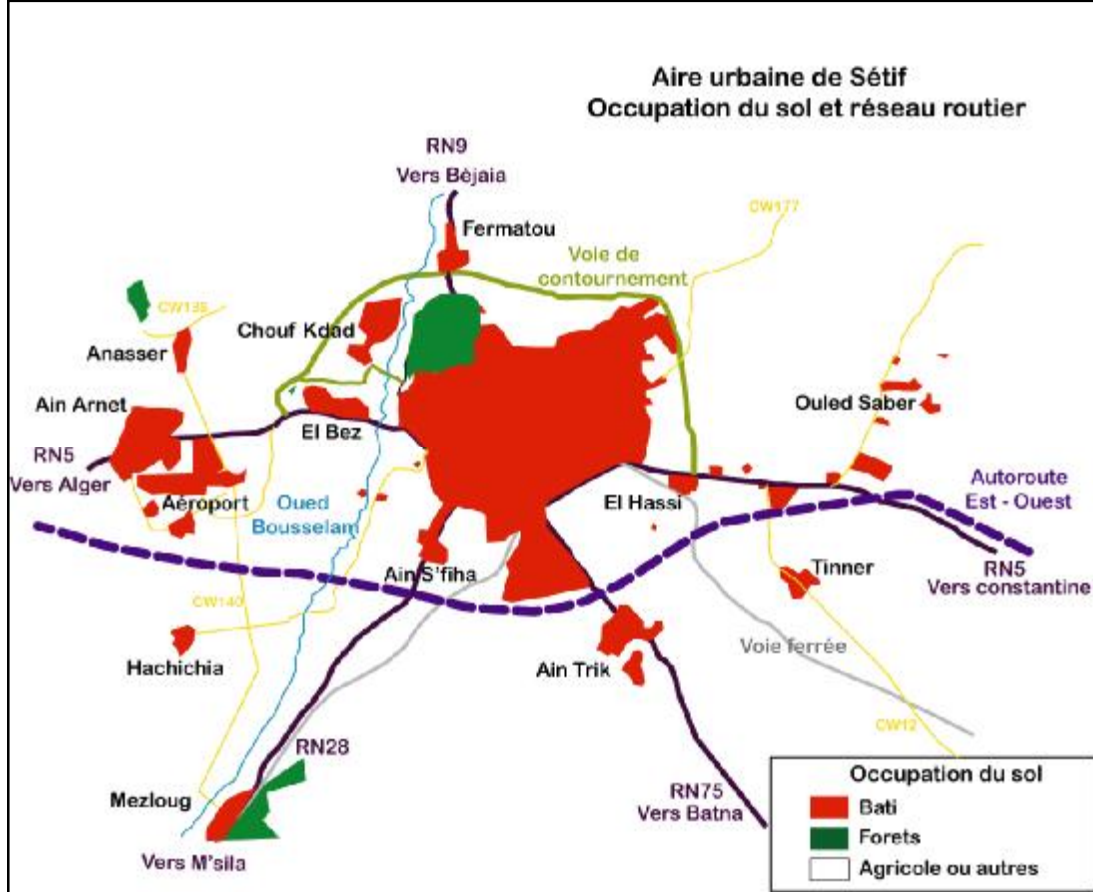 Aire urbaine de Sétif
Occupation du sol et réseau routier
RN9
Vers Bèjaia
Fermatou
CW177
Voie de
contournement
Chouf Kdad
Anasser
Ain Arnet
El Bez
Ouled Saber
RN5
Vers Alger
Aéroport
Oued
Bousselam
El Hassi
Autoroute
Est - Ouest
Ain S'fiha
Tinner
RN5
Vers constantine
CW140
Hachichia
Ain Trik
Voie ferrée
CW12
RN28
Mezloug
RN75
Vers Batna
Vers M'sila
Occupation du sol
Bati
Forets
Agricole ou autres